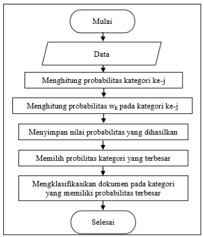 Mulai
Data
Menghitung probabilitas kategori ke-j
Menghitung probabilitas wk pada kategori ke-j
Menyimpan nilai probabilitas yang dihasilkan
Memilih probilitas kategori yang terbesar
Mengklasifikasikan dokumen pada kategori
yang memiliki probabilitas terbesar
Selesai